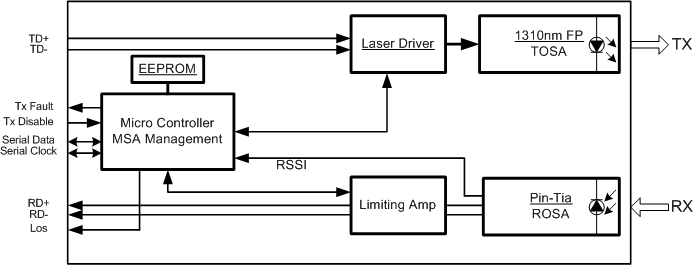 TD+
TD-
Laser Driver
1310nm FP
TOSA
TX
EEPROM
Tx Fault
Tx Disable
Serial Data
Serial Clock
Micro Controller
MSA Management
RSSI
RD+
RD-
Los
Limiting Amp
Pin-Tia
ROSA
RX